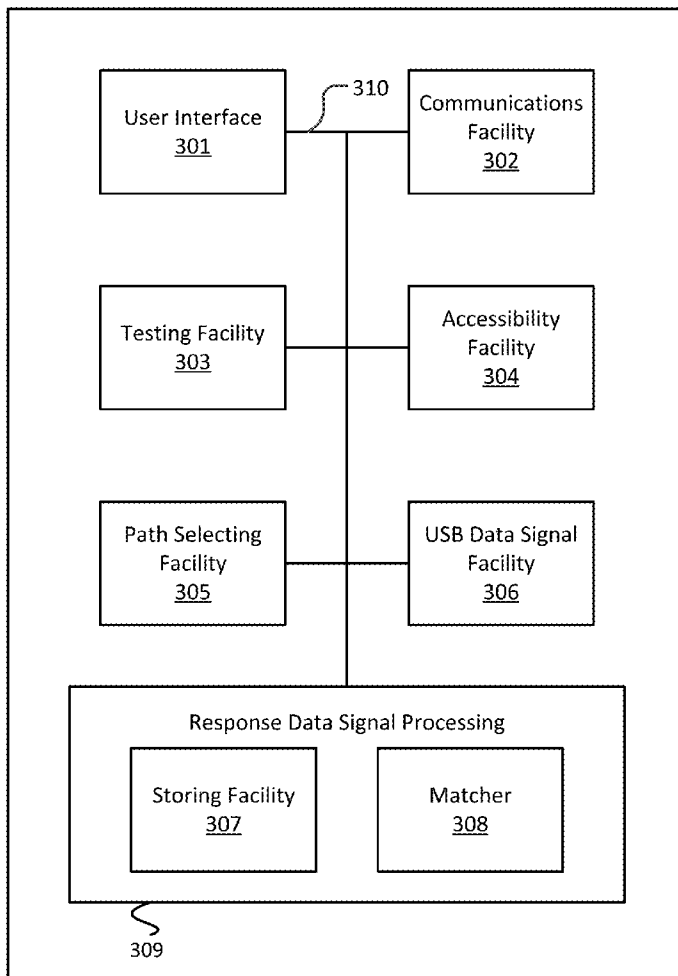 310
User Interface
301
Communications
Facility
302
Testing Facility
303
Accessibility
Facility
304
Path Selecting
Facility
305
USB Data Signal
Facility
306
Response Data Signal Processing
Storing Facility
307
Matcher
308
309